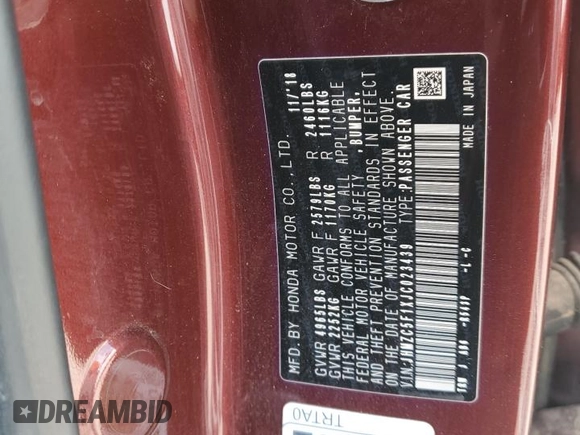 MFD.BY HONDA MOTOR CO.,LTD. 11/'18
GVWR 4965LBS GAWR F 2579LBS R 2460LBS
GVWR 2252KG GAWR F 1170KG R 1116KG
THIS VEHICLE CONFORMS TO ALL APPLICABLE
FEDERAL MOTOR VEHICLE SAFETY ,BUMPER,
AND THEFT PREVENTION STANDARDS IN EFFECT
ON THE DATE OF MANUFACTURE SHOWN ABOVE.
V.I.N.: TYPE:PASSENGER CAR
MADE IN JAPAN
TRTA0
DREAMBID